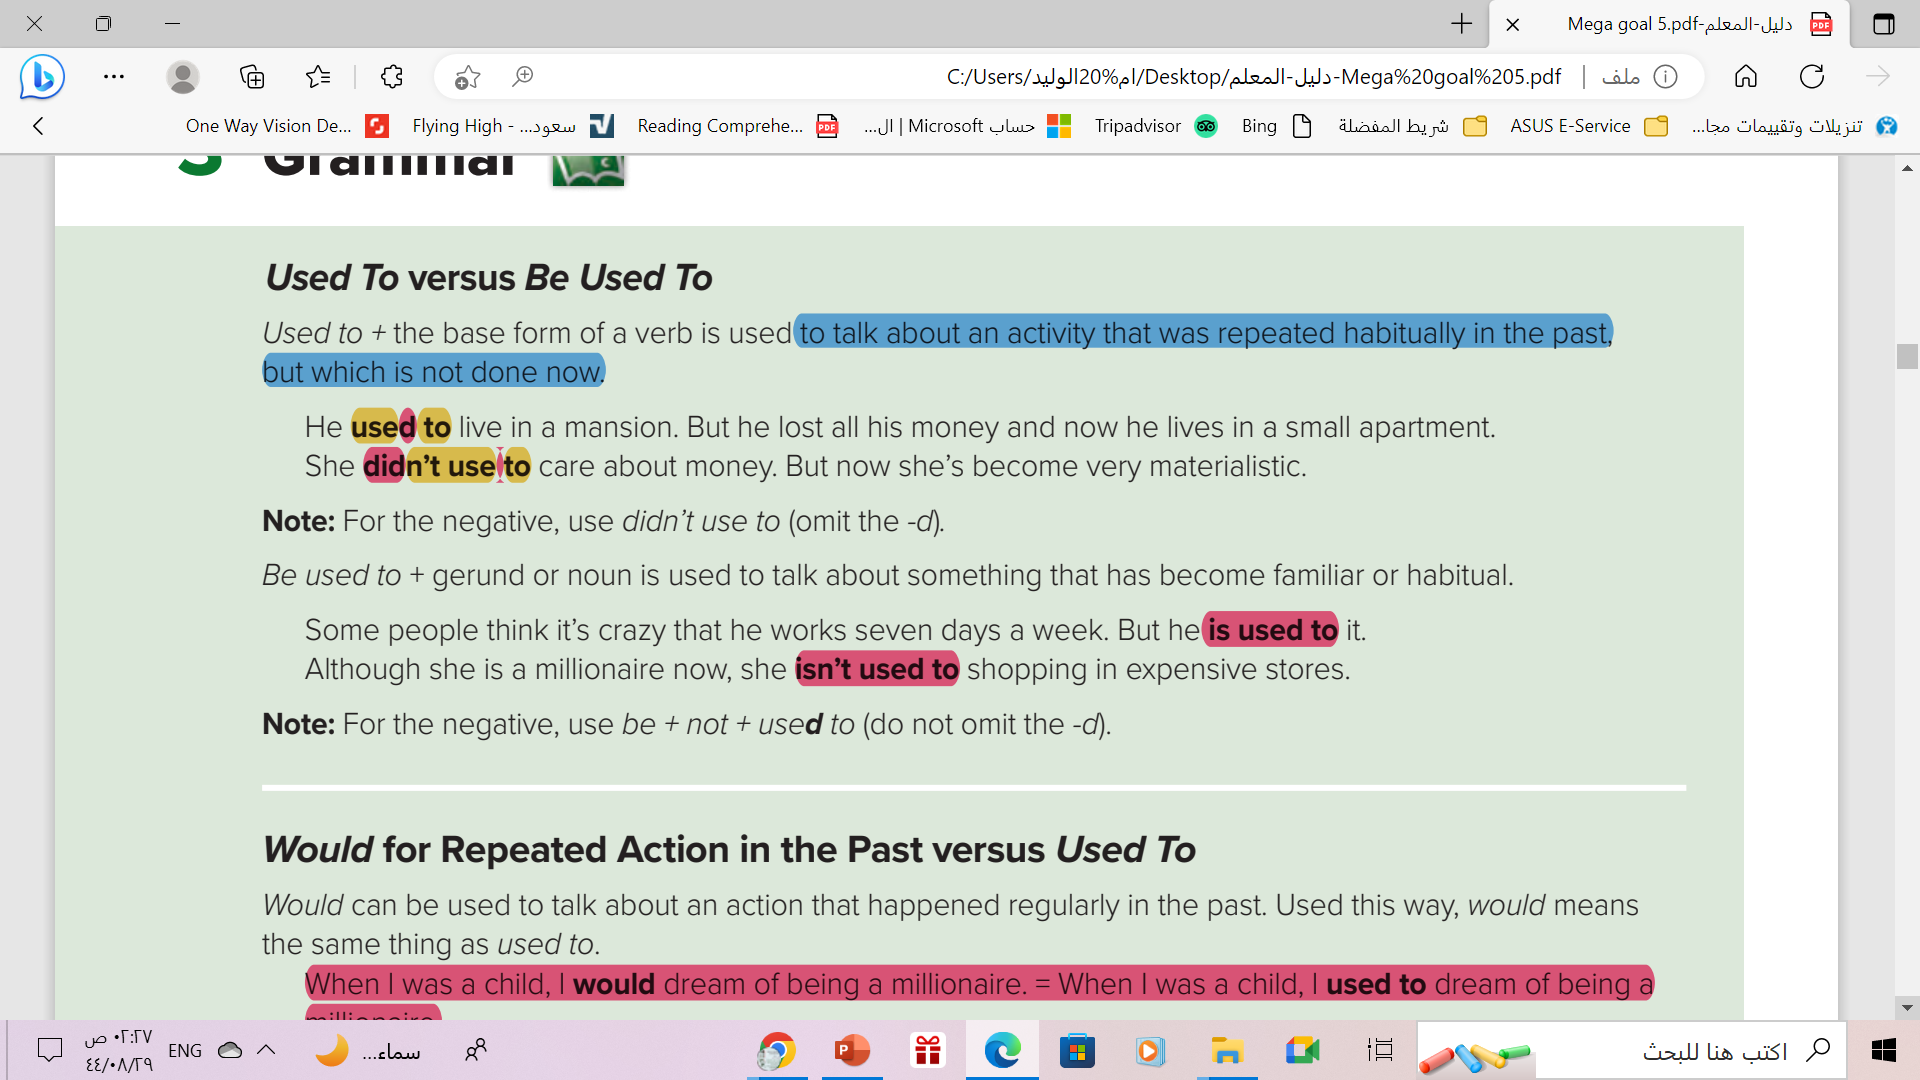 دليل-المعلم-Mega goal 5.pdf
ملف
C:/Users/ام%20الوليد/Desktop/دليل-المعلم-Mega%20goal%205.pdf
تنزيلات وتقييمات مجا... ASUS E-Service شريط المفضلة Bing Tripadvisor حساب Microsoft | ال... Reading Comprehe... Flying High - سعود... One Way Vision De...
3 Grammar
Used To versus Be Used To
Used to + the base form of a verb is used to talk about an activity that was repeated habitually in the past,
but which is not done now.
He used to live in a mansion. But he lost all his money and now he lives in a small apartment.
She didn't use to care about money. But now she's become very materialistic.
Note: For the negative, use didn't use to (omit the -d).
Be used to + gerund or noun is used to talk about something that has become familiar or habitual.
Some people think it's crazy that he works seven days a week. But he is used to it.
Although she is a millionaire now, she isn't used to shopping in expensive stores.
Note: For the negative, use be + not + used to (do not omit the -d).
Would for Repeated Action in the Past versus Used To
Would can be used to talk about an action that happened regularly in the past. Used this way, would means
the same thing as used to.
When I was a child, I would dream of being a millionaire. = When I was a child, I used to dream of being a
millionaire.
اكتب هنا للبحث
سماء...
ENG
٠٢:٢٧ ص
٤٤/٠٨/٢٩